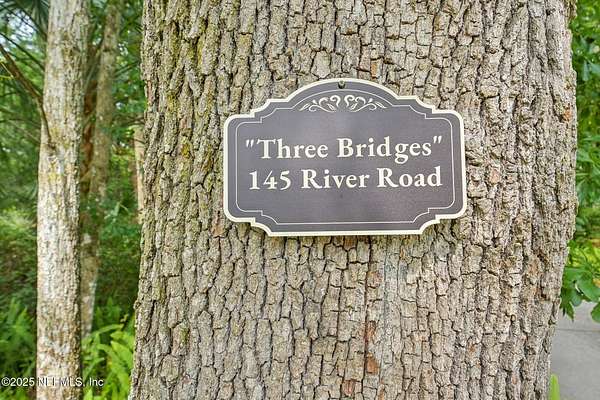 "Three Bridges"
145 River Road
©2025 NEFMLS, Inc